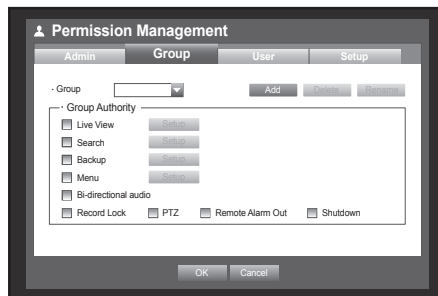 Permission Management
Admin Group User Setup
· Group Add Delete Rename
· Group Authority
Live View Setup
Search Setup
Backup Setup
Menu Setup
Bi-directional audio
Record Lock PTZ Remote Alarm Out Shutdown
OK Cancel